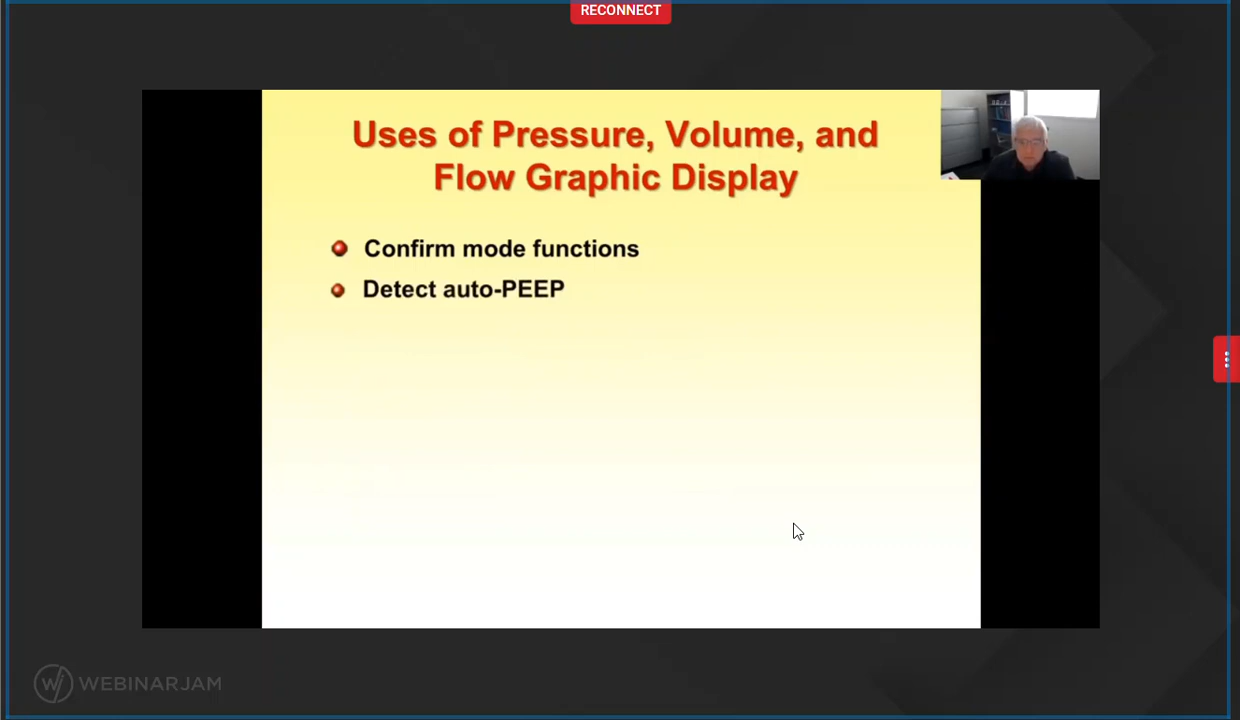 RECONNECT
Uses of Pressure, Volume, and
Flow Graphic Display
Confirm mode functions
Detect auto-PEEP
WEBINARJAM